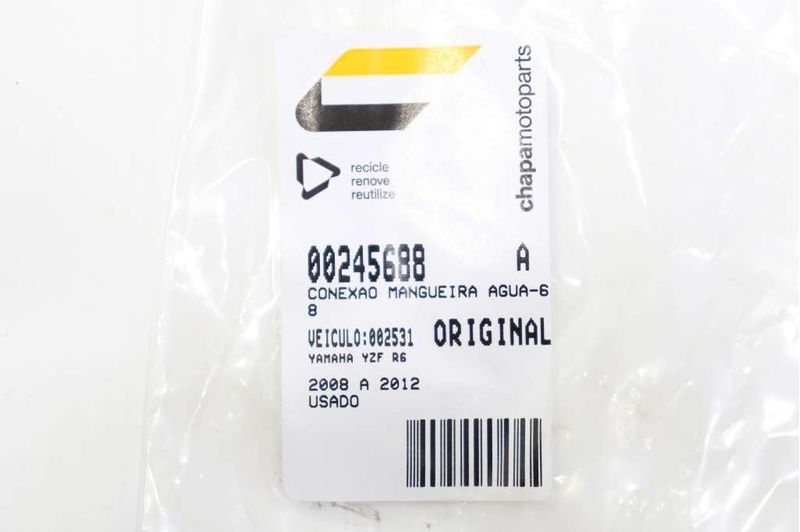 chapamotoparts
recicle
renove
reutilize
00245688 A
CONEXAO MANGUEIRA AGUA-6
8
VEICULO:002531 ORIGINAL
YAMAHA YZF R6
2008 A 2012
USADO